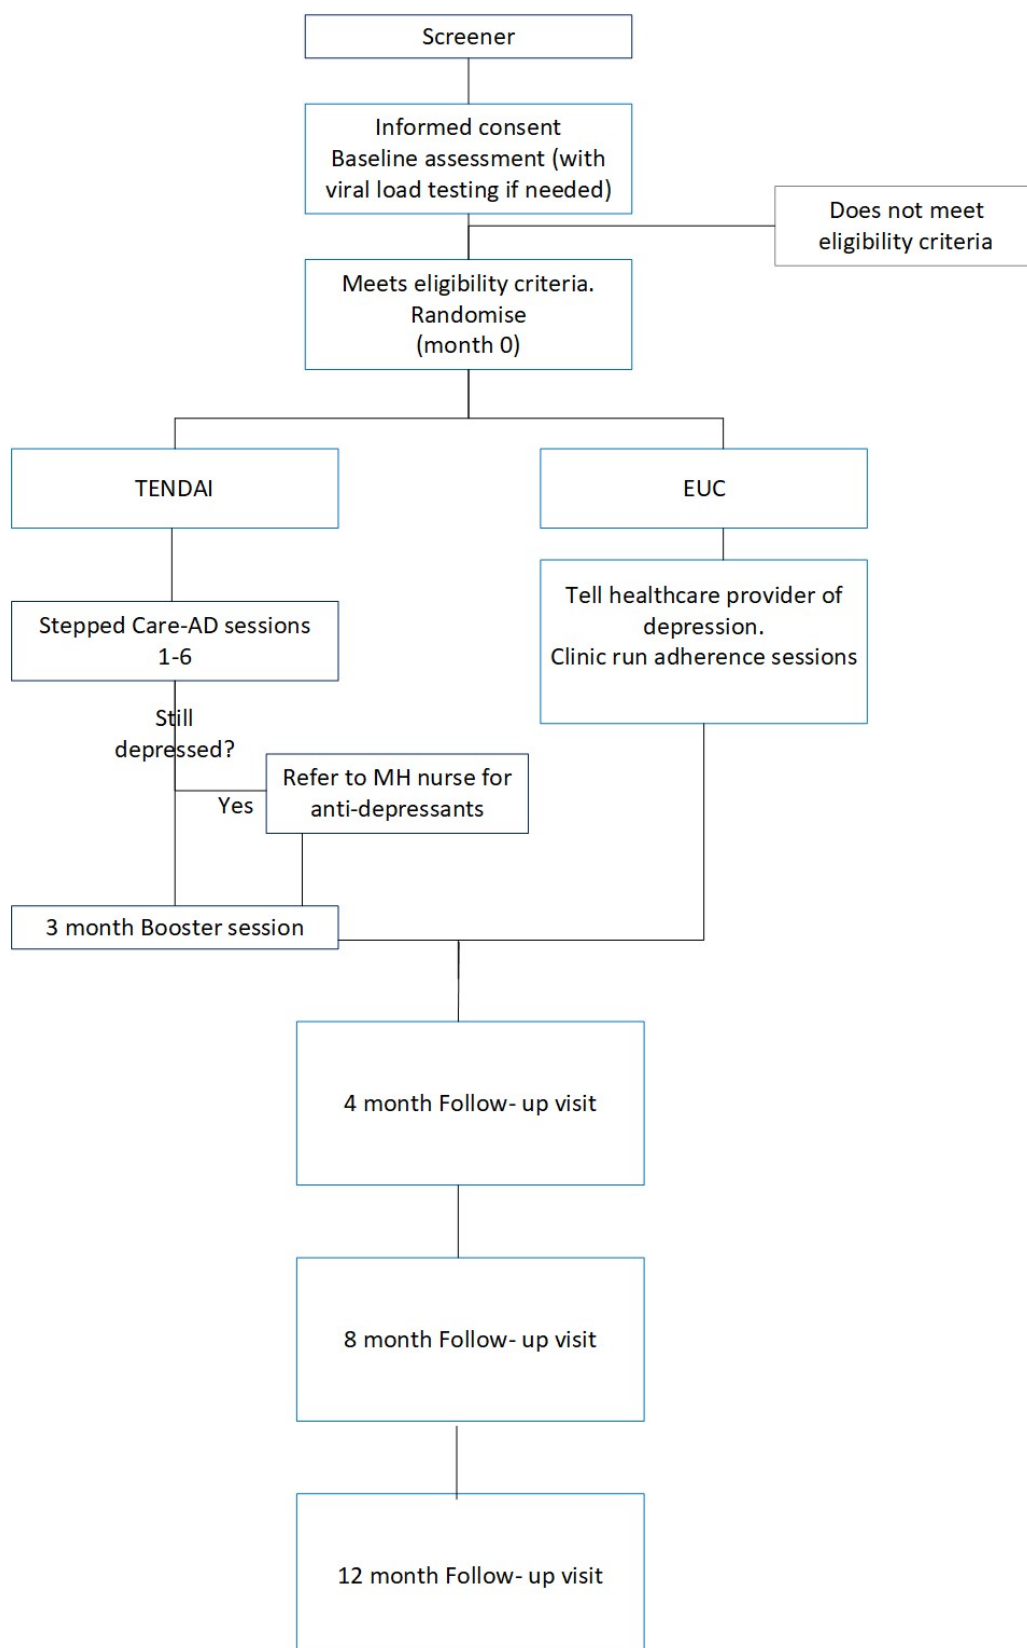 Screener
Informed consent
Baseline assessment (with
viral load testing if needed)
Does not meet
eligibility criteria
Meets eligibility criteria.
Randomise
(month 0)
TENDAI
EUC
Stepped Care-AD sessions
1-6
Tell healthcare provider of
depression.
Clinic run adherence sessions
Still
depressed?
Yes
Refer to MH nurse for
anti-depressants
3 month Booster session
4 month Follow- up visit
8 month Follow- up visit
12 month Follow- up visit